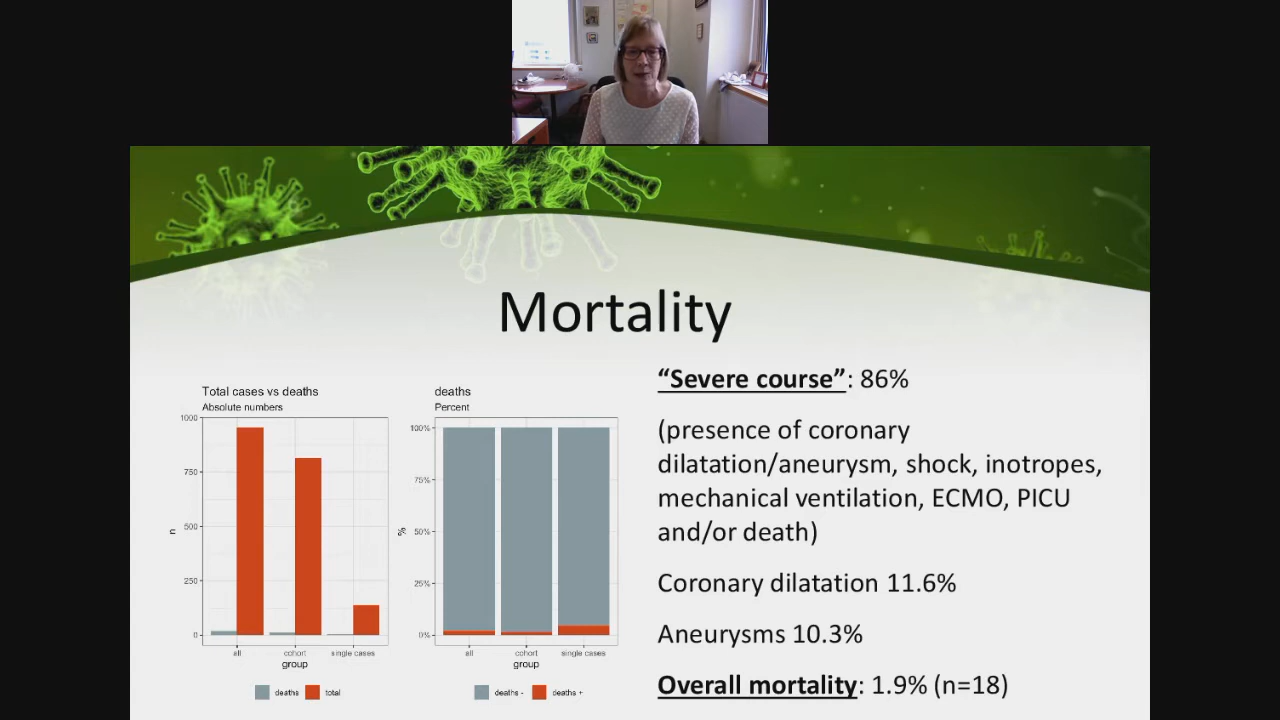 Mortality
Total cases vs deaths
Absolute numbers
1000
750
500
250
0
n
all cohort single cases
group
deaths total
deaths
Percent
100%
75%
50%
25%
0%
%
all cohort single cases
group
deaths - deaths +
“Severe course”: 86%
(presence of coronary
dilatation/aneurysm, shock, inotropes,
mechanical ventilation, ECMO, PICU
and/or death)
Coronary dilatation 11.6%
Aneurysms 10.3%
Overall mortality: 1.9% (n=18)